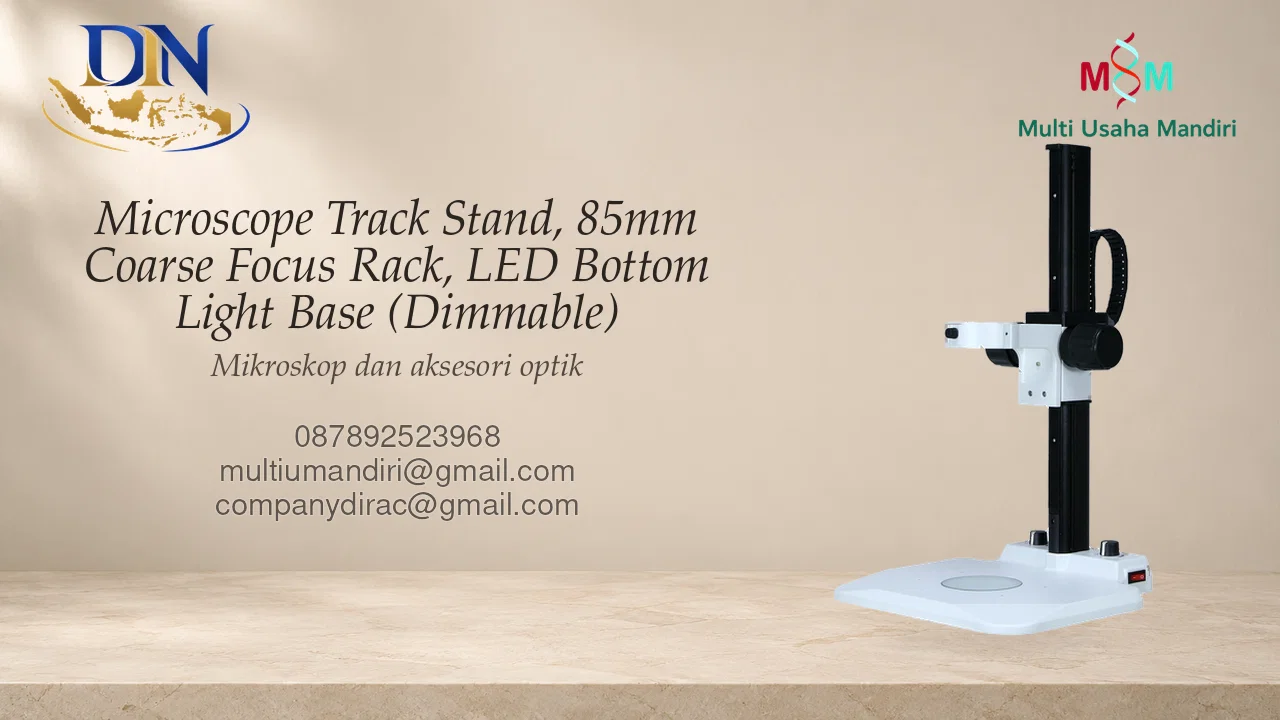 DIN
MSM
Multi Usaha Mandiri
Microscope Track Stand, 85mm
Coarse Focus Rack, LED Bottom
Light Base (Dimmable)
Mikroskop dan aksesori optik
087892523968
multiumandiri@gmail.com
companydirac@gmail.com